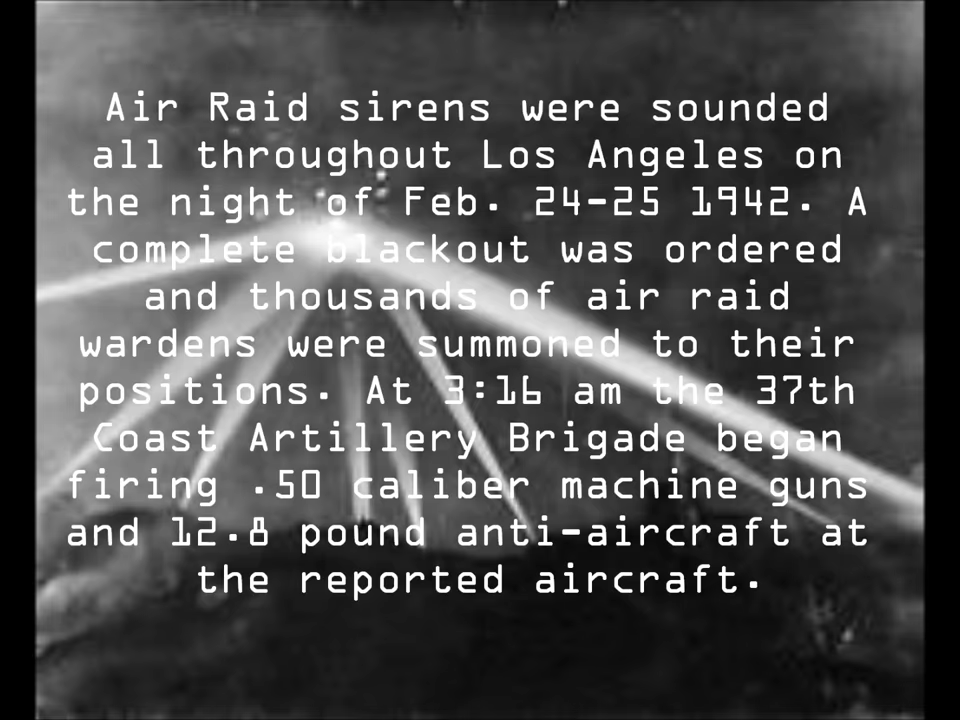 Air Raid sirens were sounded
all throughout Los Angeles on
the night of Feb. 24-25 1942. A
complete blackout was ordered
and thousands of air raid
wardens were summoned to their
positions. At 3:16 am the 37th
Coast Artillery Brigade began
firing .50 caliber machine guns
and 12.8 pound anti-aircraft at
the reported aircraft.